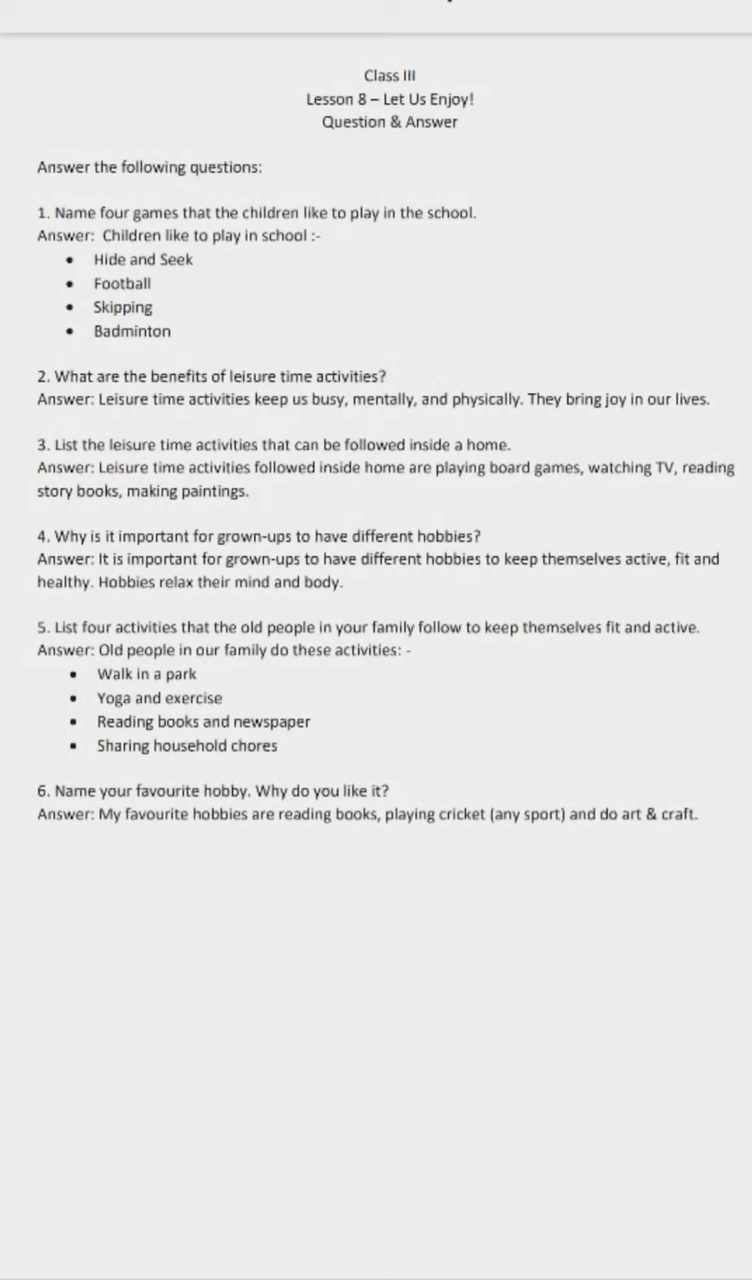 Class III
Lesson 8 – Let Us Enjoy!
Question & Answer
Answer the following questions:
1. Name four games that the children like to play in the school.
Answer:  Children like to play in school :-
• Hide and Seek
• Football
• Skipping
• Badminton
2. What are the benefits of leisure time activities?
Answer: Leisure time activities keep us busy, mentally, and physically. They bring joy in our lives.
3. List the leisure time activities that can be followed inside a home.
Answer: Leisure time activities followed inside home are playing board games, watching TV, reading
story books, making paintings.
4. Why is it important for grown-ups to have different hobbies?
Answer: It is important for grown-ups to have different hobbies to keep themselves active, fit and
healthy. Hobbies relax their mind and body.
5. List four activities that the old people in your family follow to keep themselves fit and active.
Answer: Old people in our family do these activities: -
• Walk in a park
• Yoga and exercise
• Reading books and newspaper
• Sharing household chores
6. Name your favourite hobby. Why do you like it?
Answer: My favourite hobbies are reading books, playing cricket (any sport) and do art & craft.